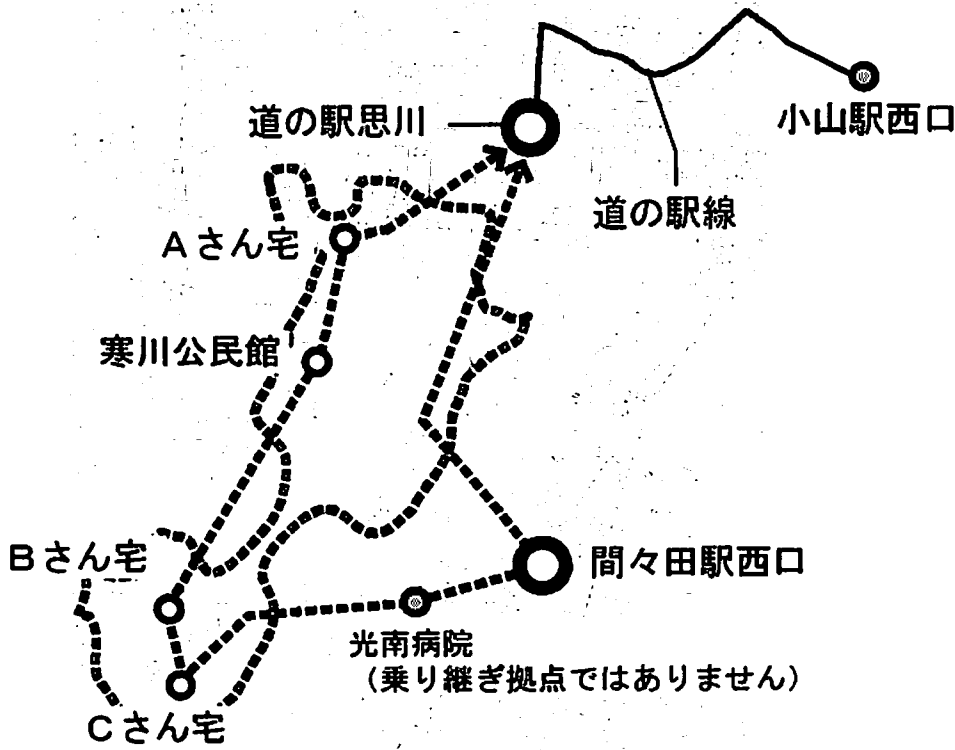 小山駅西口
道の駅思川
道の駅線
Aさん宅
寒川公民館
Bさん宅
間々田駅西口
光南病院
（乗り継ぎ拠点ではありません）
Cさん宅